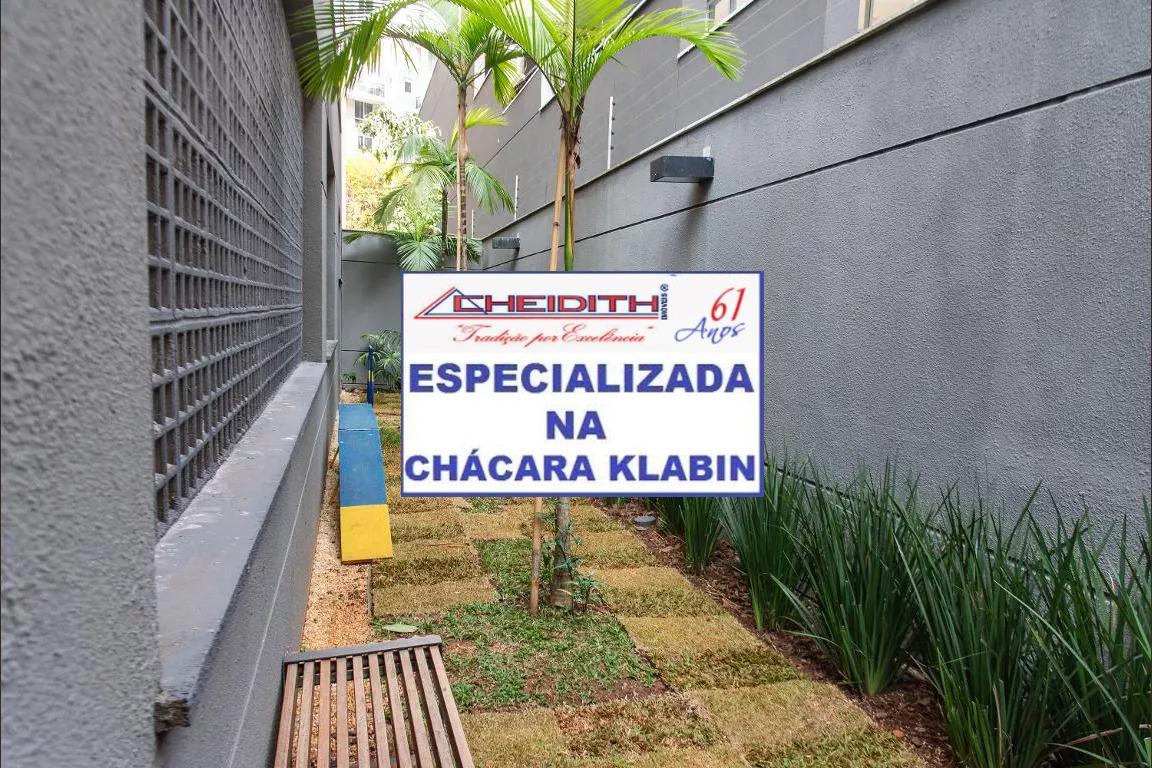 CHEIDITH IMÓVEIS ®
61 Anos
"Tradição por Excelência"
ESPECIALIZADA
NA
CHÁCARA KLABIN